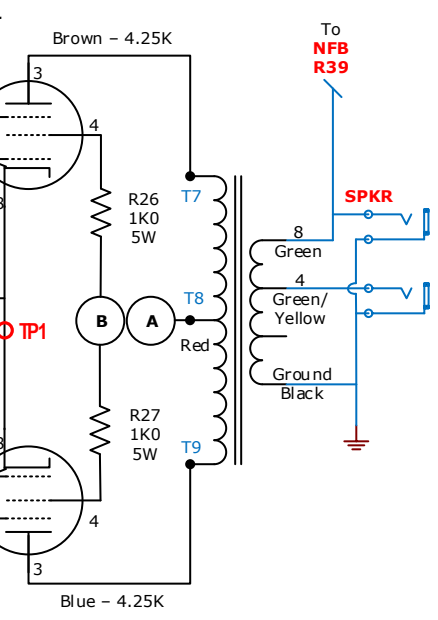 Brown – 4.25K
To
NFB
R39
3
4
T7
R26
1K0
5W
SPKR
8
Green
4
Green/
Yellow
T8
B
A
Red
TP1
Ground
Black
R27
1K0
5W
T9
4
3
Blue – 4.25K